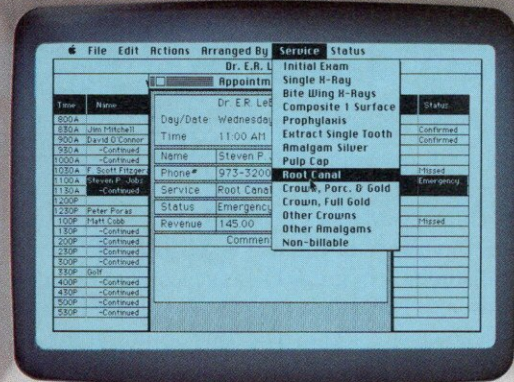 File Edit Actions Arranged By Service Status
Dr. E.R. L
Appointm
Initial Exam
Single X-Ray
Bite Wing X-Rays
Composite 1 Surface
Prophylaxis
Extract Single Tooth
Amalgam Silver
Pulp Cap
Root Canal
Crown, Porc. & Gold
Crown, Full Gold
Other Crowns
Other Amalgams
Non-billable
Dr E.R. Le
Day/Date Wednesday
Time 11:00 AM
Name Steven P. J
Phone# 973-3200
Service Root Canal
Status Emergency
Revenue 145.00
Commen
Time Name Status
800A
830A Jim Mitchell Confirmed
900A David O'Connor Confirmed
930A -Continued
1000A -Continued
1030A F. Scott Fitzger Missed
1100A Steven P. Jobs Emergency
1130A -Continued
1200P
1230P Peter Poras
100P Matt Cobb Missed
130P -Continued
200P -Continued
230P -Continued
300P -Continued
330P Golf
400P -Continued
430P -Continued
500P -Continued
530P -Continued